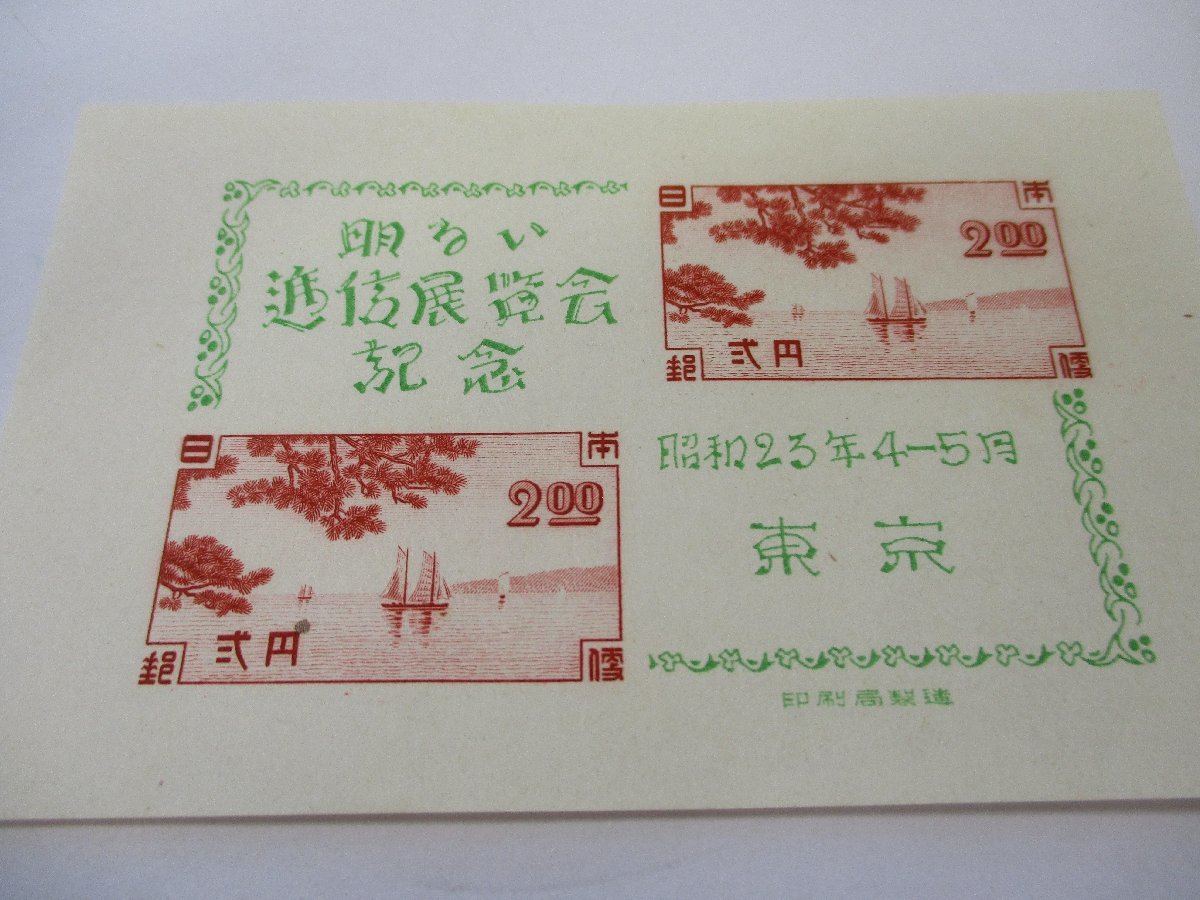 明るい
逓信展覧会
記念
日本
2.00
弐円
郵便
日本
2.00
弐円
郵便
昭和23年4-5月
東京
印刷局製造